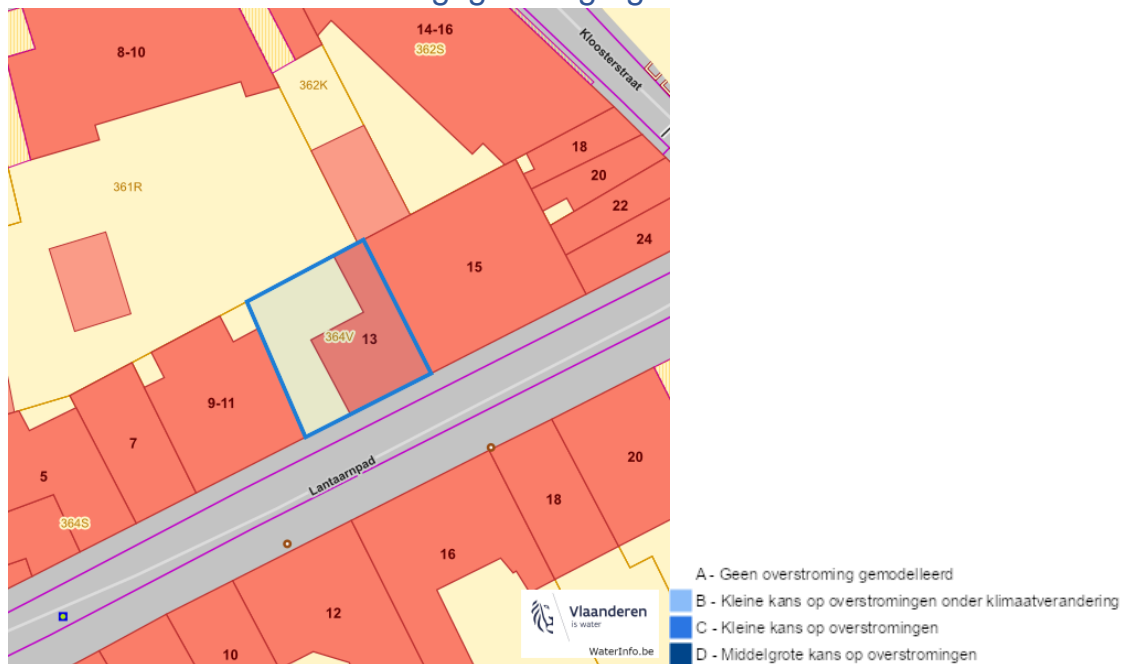 14-16
362S
8-10
Kloosterstraat
362K
18
20
361R
22
24
15
364V
13
9-11
7
5
Lantaarnpad
20
18
364S
16
12
10
Vlaanderen
is water
WaterInfo.be
A - Geen overstroming gemodelleerd
B - Kleine kans op overstromingen onder klimaatverandering
C - Kleine kans op overstromingen
D - Middelgrote kans op overstromingen